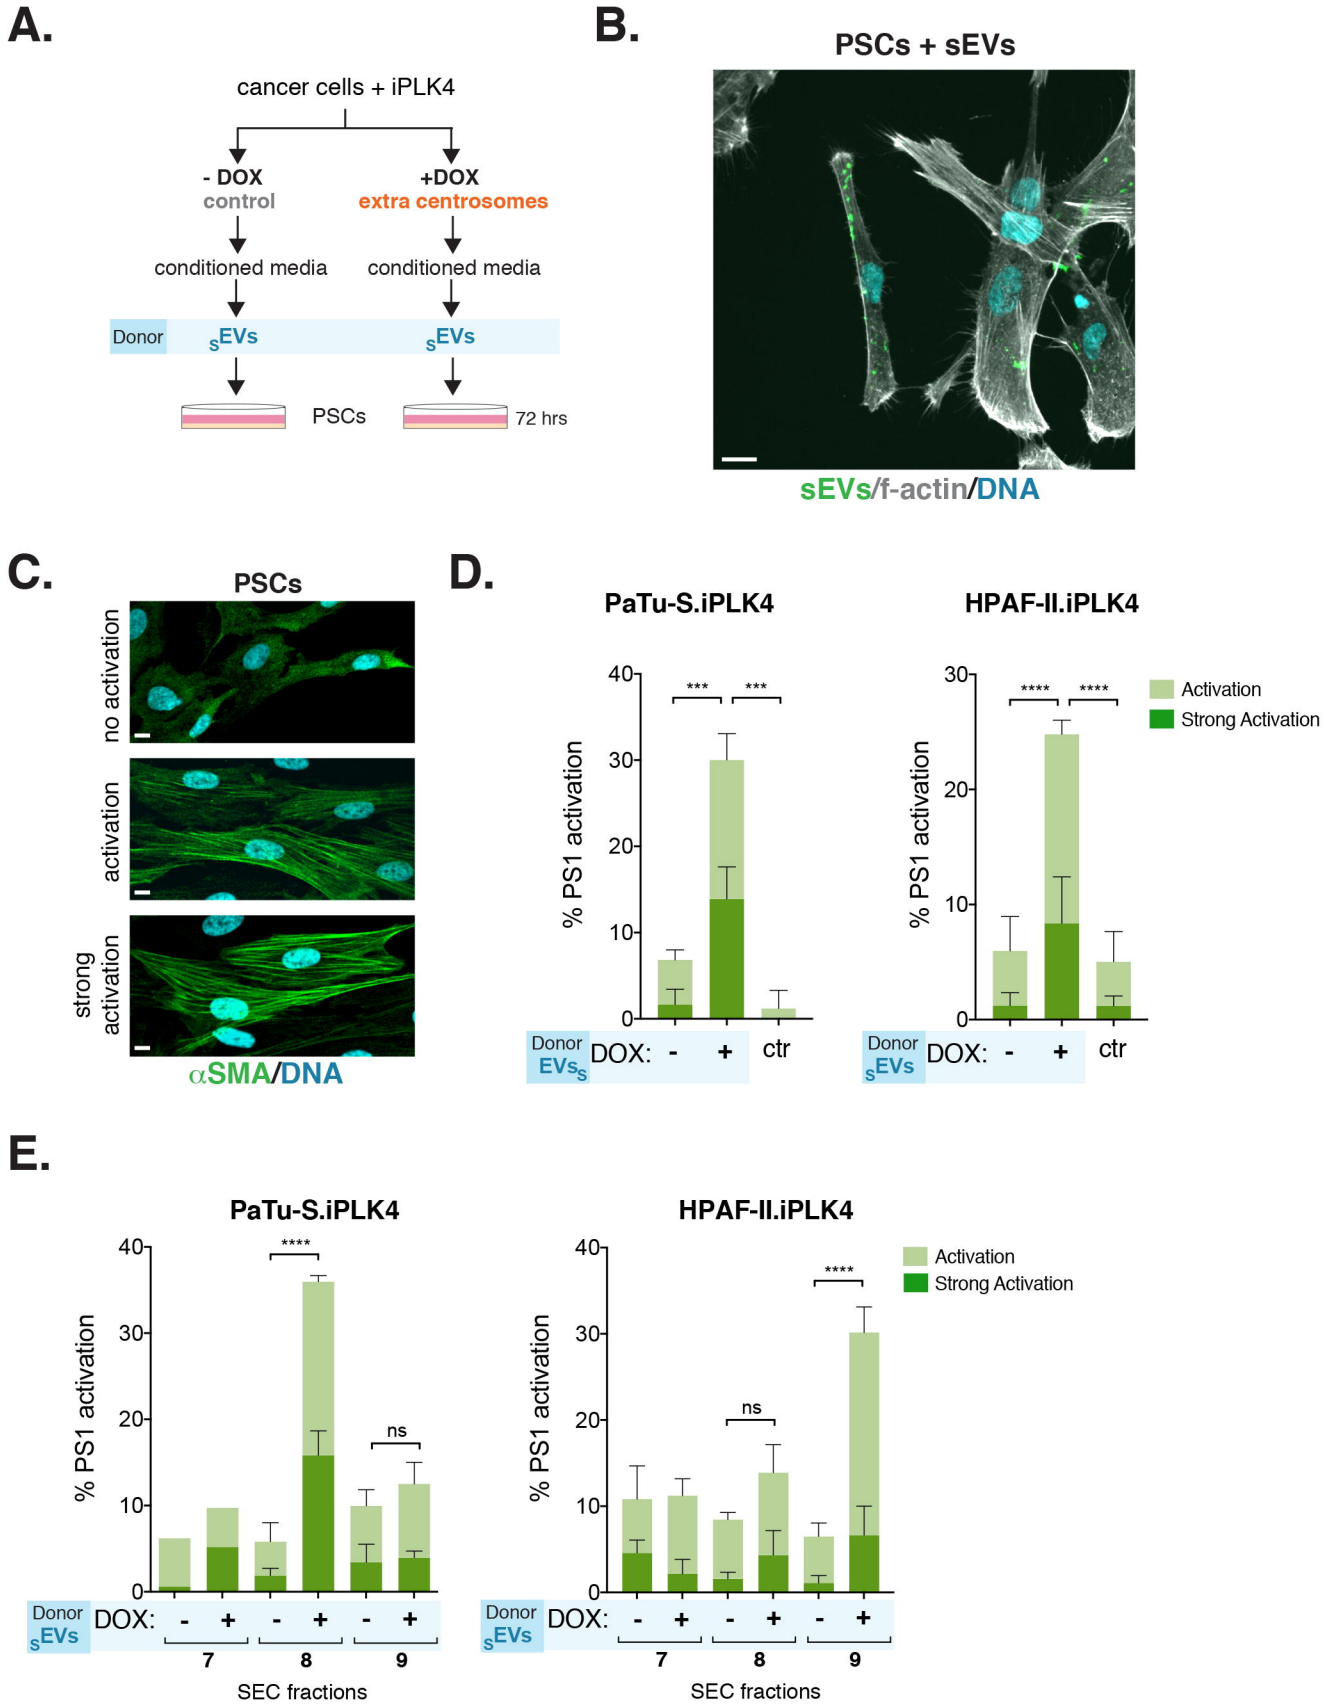 A.
cancer cells + iPLK4
- DOX
control
+DOX
extra centrosomes
conditioned media
conditioned media
Donor
sEVs
sEVs
PSCs
72 hrs
B.
PSCs + sEVs
sEVs/f-actin/DNA
C.
PSCs
no activation
activation
strong
activation
αSMA/DNA
D.
PaTu-S.iPLK4
% PS1 activation
40
30
20
10
0
***
***
Donor
EVss
DOX:
-
+
ctr
HPAF-II.iPLK4
% PS1 activation
30
20
10
0
****
****
Donor
sEVs
DOX:
-
+
ctr
Activation
Strong Activation
E.
PaTu-S.iPLK4
% PS1 activation
40
30
20
10
0
****
ns
Donor
sEVs
DOX:
- + - + - +
7 8 9
SEC fractions
HPAF-II.iPLK4
% PS1 activation
40
30
20
10
0
ns
****
Donor
sEVs
DOX:
- + - + - +
7 8 9
SEC fractions
Activation
Strong Activation